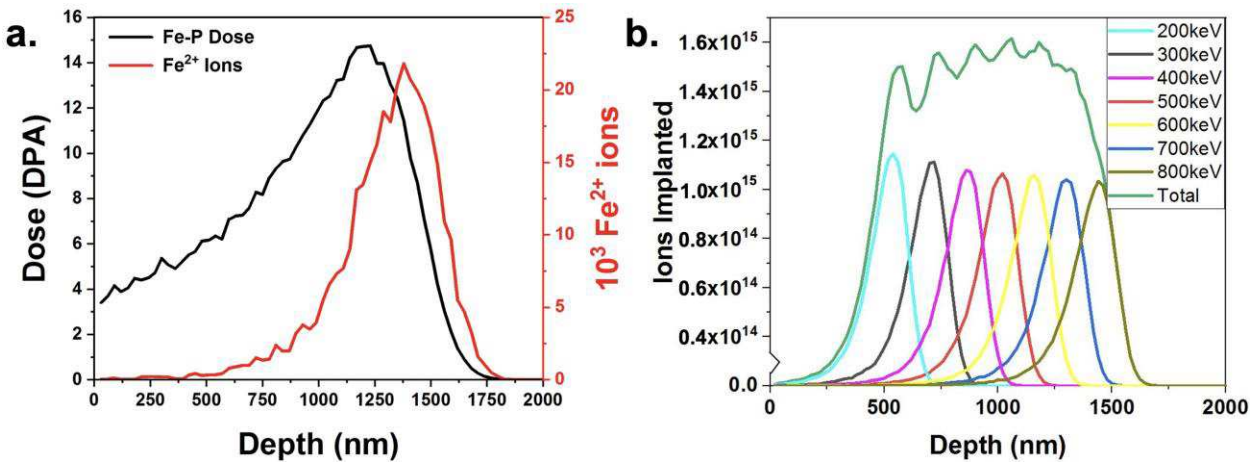 a.
Fe-P Dose
Fe²⁺ Ions
16
14
12
10
8
6
4
2
0
Dose (DPA)
25
20
15
10
5
0
10³ Fe²⁺ ions
0
250
500
750
1000
1250
1500
1750
2000
Depth (nm)
b.
1.6x10¹⁵
1.4x10¹⁵
1.2x10¹⁵
1.0x10¹⁵
0.8x10¹⁴
0.6x10¹⁴
0.4x10¹⁴
0.0
Ions Implanted
200keV
300keV
400keV
500keV
600keV
700keV
800keV
Total
0
500
1000
1500
2000
Depth (nm)